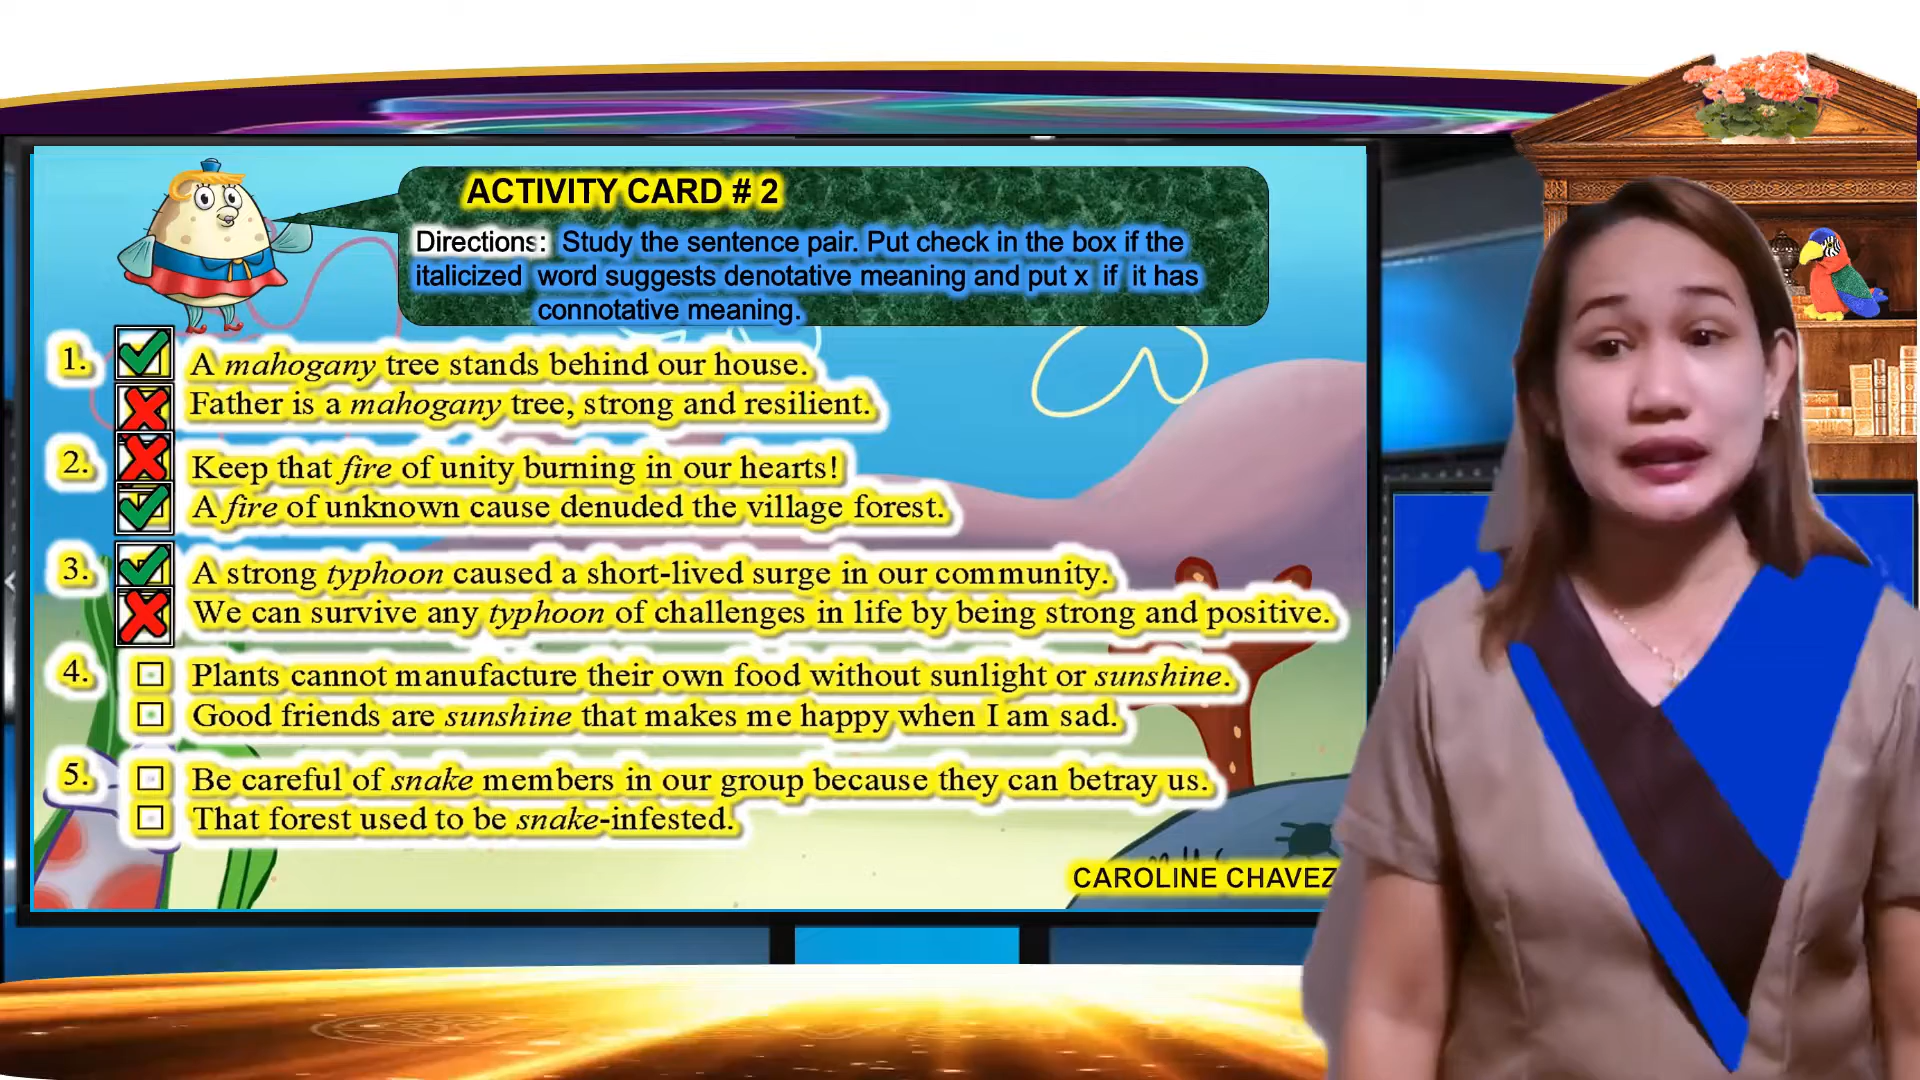 ACTIVITY CARD # 2
Directions: Study the sentence pair. Put check in the box if the
italicized word suggests denotative meaning and put x if it has
connotative meaning.
1. A mahogany tree stands behind our house.
Father is a mahogany tree, strong and resilient.
2. Keep that fire of unity burning in our hearts!
A fire of unknown cause denuded the village forest.
3. A strong typhoon caused a short-lived surge in our community.
We can survive any typhoon of challenges in life by being strong and positive.
4. Plants cannot manufacture their own food without sunlight or sunshine.
Good friends are sunshine that makes me happy when I am sad.
5. Be careful of snake members in our group because they can betray us.
That forest used to be snake-infested.
CAROLINE CHAVEZ